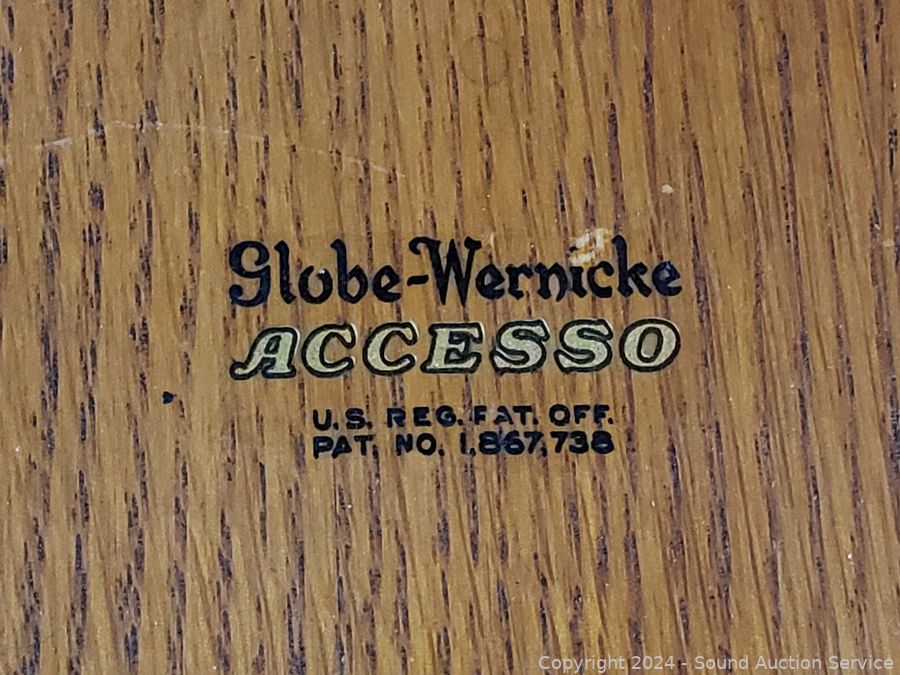 Globe-Wernicke
ACCESSO
U.S. REG. PAT. OFF.
PAT. NO. 1,867,738
Copyright 2024 - Sound Auction Service